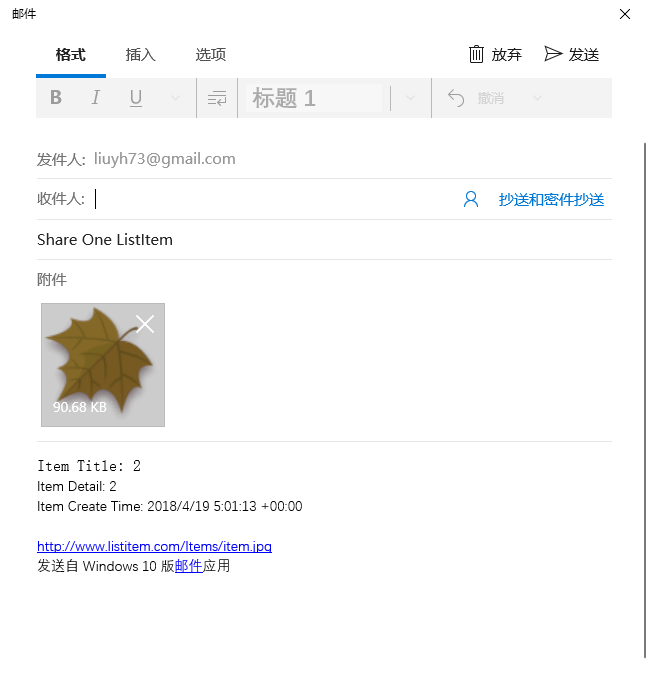 邮件
格式 插入 选项 放弃 发送
B I U 标题 1 撤消
发件人: liuyh73@gmail.com
收件人: 抄送和密件抄送
Share One ListItem
附件
90.68 KB
Item Title: 2
Item Detail: 2
Item Create Time: 2018/4/19 5:01:13 +00:00
http://www.listitem.com/Items/item.jpg
发送自 Windows 10 版邮件应用